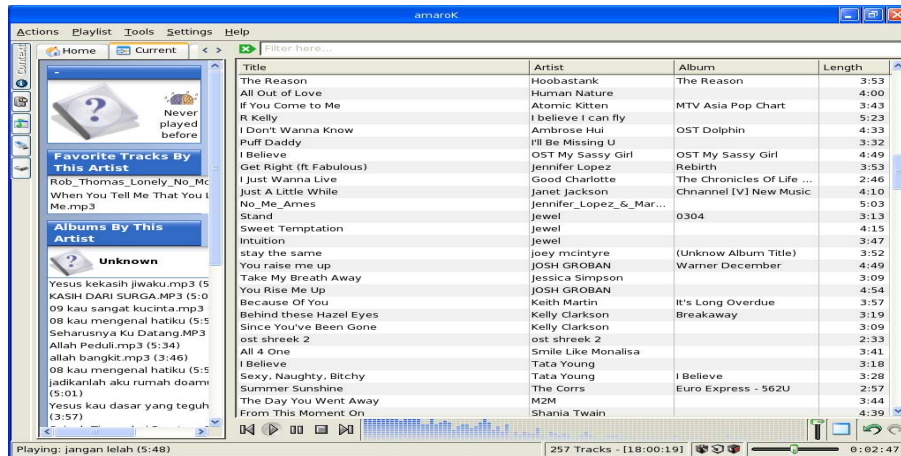 amaroK
Actions Playlist Tools Settings Help
Context
Home Current < >
Filter here...
-
Never
played
before
Favorite Tracks By
This Artist
Rob_Thomas_Lonely_No_Mo
When You Tell Me That You L
Me.mp3
Albums By This
Artist
Unknown
Yesus kekasih jiwaku.mp3 (5
KASIH DARI SURGA.MP3 (5:0
09 kau sangat kucinta.mp3
08 kau mengenal hatiku (5:5
Seharusnya Ku Datang.MP3
Allah Peduli.mp3 (5:34)
allah bangkit.mp3 (3:46)
08 kau mengenal hatiku (5:5
jadikanlah aku rumah doamu
(5:01)
Yesus kau dasar yang teguh
(3:57)
Title Artist Album Length
The Reason Hoobastank The Reason 3:53
All Out of Love Human Nature 4:00
If You Come to Me Atomic Kitten MTV Asia Pop Chart 3:43
R Kelly I believe I can fly 5:23
I Don't Wanna Know Ambrose Hui OST Dolphin 4:33
Puff Daddy I'll Be Missing U 3:32
I Believe OST My Sassy Girl OST My Sassy Girl 4:49
Get Right (ft Fabulous) Jennifer Lopez Rebirth 3:53
I Just Wanna Live Good Charlotte The Chronicles Of Life ... 2:46
Just A Little While Janet Jackson Chnannel [V] New Music 4:10
No_Me_Ames Jennifer_Lopez_&_Mar... 5:03
Stand Jewel 0304 3:13
Sweet Temptation Jewel 4:15
Intuition Jewel 3:47
stay the same joey mcintyre (Unknow Album Title) 3:52
You raise me up JOSH GROBAN Warner December 4:49
Take My Breath Away Jessica Simpson 3:09
You Rise Me Up JOSH GROBAN 4:54
Because Of You Keith Martin It's Long Overdue 3:57
Behind these Hazel Eyes Kelly Clarkson Breakaway 3:19
Since You've Been Gone Kelly Clarkson 3:09
ost shreek 2 ost shreek 2 2:33
All 4 One Smile Like Monalisa 3:41
I Believe Tata Young 3:18
Sexy, Naughty, Bitchy Tata Young I Believe 3:28
Summer Sunshine The Corrs Euro Express - 562U 2:57
The Day You Went Away M2M 3:44
From This Moment On Shania Twain 4:39
Playing: jangan lelah (5:48) 257 Tracks - [18:00:19] 0:02:47